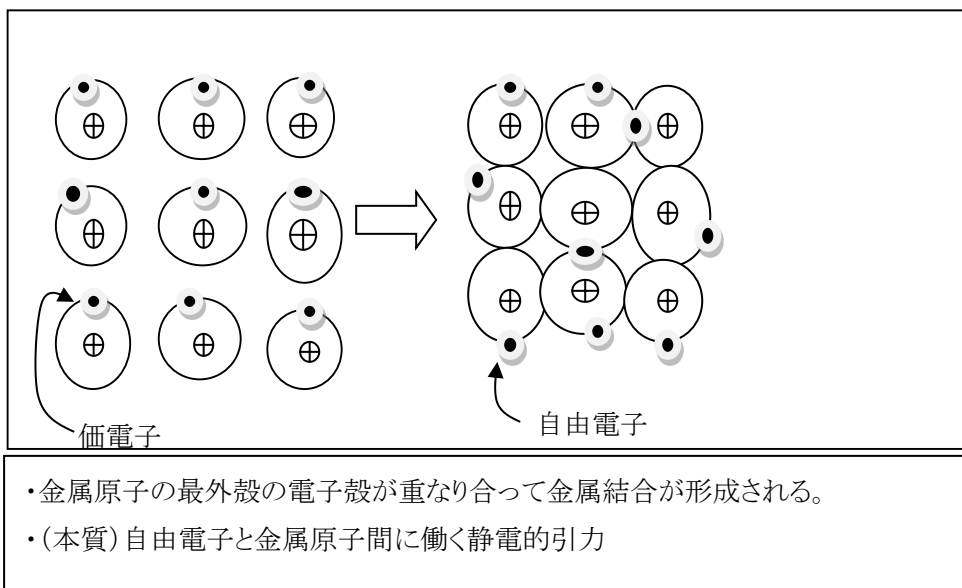 価電子
自由電子
・金属原子の最外殻の電子殻が重なり合って金属結合が形成される。
・(本質)自由電子と金属原子間に働く静電的引力